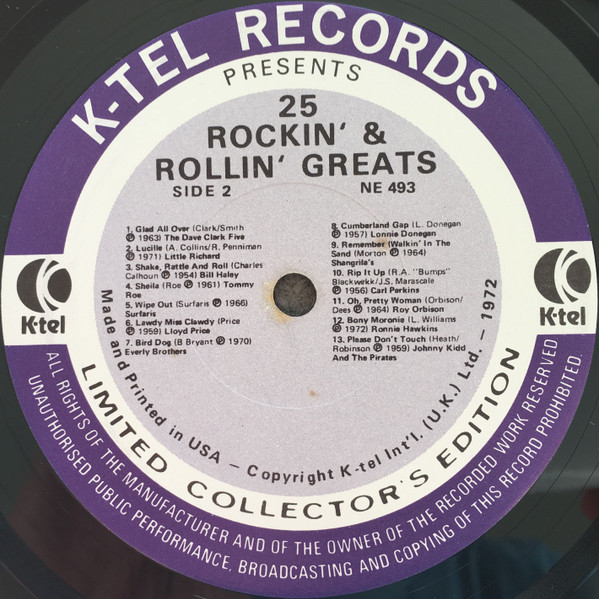 K-TEL RECORDS
PRESENTS
25
ROCKIN' &
ROLLIN' GREATS
SIDE 2 NE 493
1. Glad All Over (Clark/Smith
℗ 1963) The Dave Clark Five
2. Lucille (A. Collins/R. Penniman
℗ 1971) Little Richard
3. Shake, Rattle And Roll (Charles
Calhoun ℗ 1954) Bill Haley
4. Sheila (Roe ℗ 1961) Tommy
Roe
5. Wipe Out (Surfaris ℗ 1966)
Surfaris
6. Lawdy Miss Clawdy (Price
℗ 1959) Lloyd Price
7. Bird Dog (B Bryant ℗ 1970)
Everly Brothers
8. Cumberland Gap (L. Donegan
℗ 1957) Lonnie Donegan
9. Remember (Walkin' In The
Sand (Morton ℗ 1964)
Shangrila's
10. Rip It Up (R.A. "Bumps"
Blackwekk/J.S. Marascale
℗ 1956) Carl Perkins
11. Oh, Pretty Woman (Orbison/
Dees ℗ 1964) Roy Orbison
12. Bony Moronie (L. Williams
℗ 1972) Ronnie Hawkins
13. Please Don't Touch (Heath/
Robinson ℗ 1959) Johnny Kidd
And The Pirates
K-tel
K-tel
Made and Printed in USA – Copyright K-tel Int'l. (U.K.) Ltd. – 1972
LIMITED COLLECTOR'S EDITION
ALL RIGHTS OF THE MANUFACTURER AND OF THE OWNER OF THE RECORDED WORK RESERVED
UNAUTHORISED PUBLIC PERFORMANCE, BROADCASTING AND COPYING OF THIS RECORD PROHIBITED.